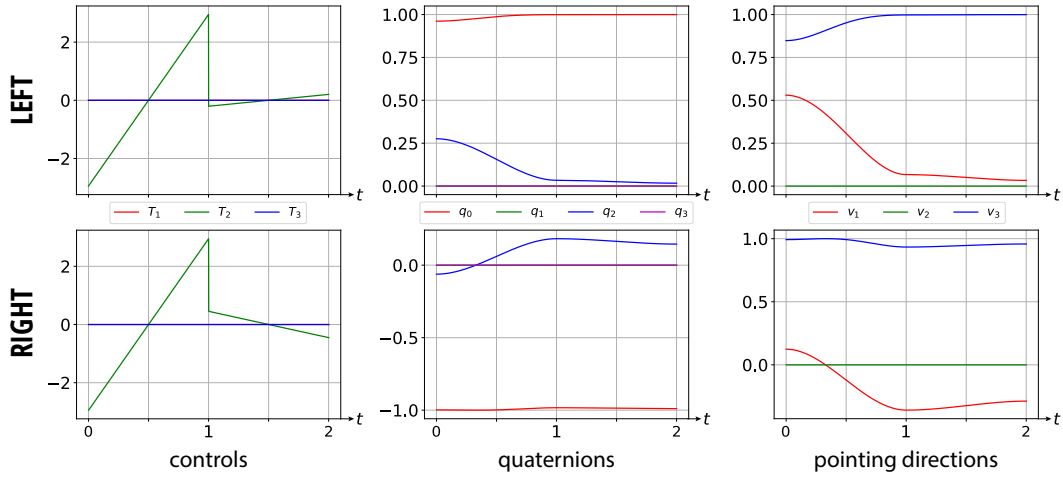 LEFT
2
0
−2
t
1.00
0.75
0.50
0.25
0.00
t
1.00
0.75
0.50
0.25
0.00
t
T1 T2 T3
q0 q1 q2 q3
v1 v2 v3
RIGHT
2
0
−2
0 1 2
t
0.0
−0.5
−1.0
0 1 2
t
1.0
0.5
0.0
0 1 2
t
controls
quaternions
pointing directions